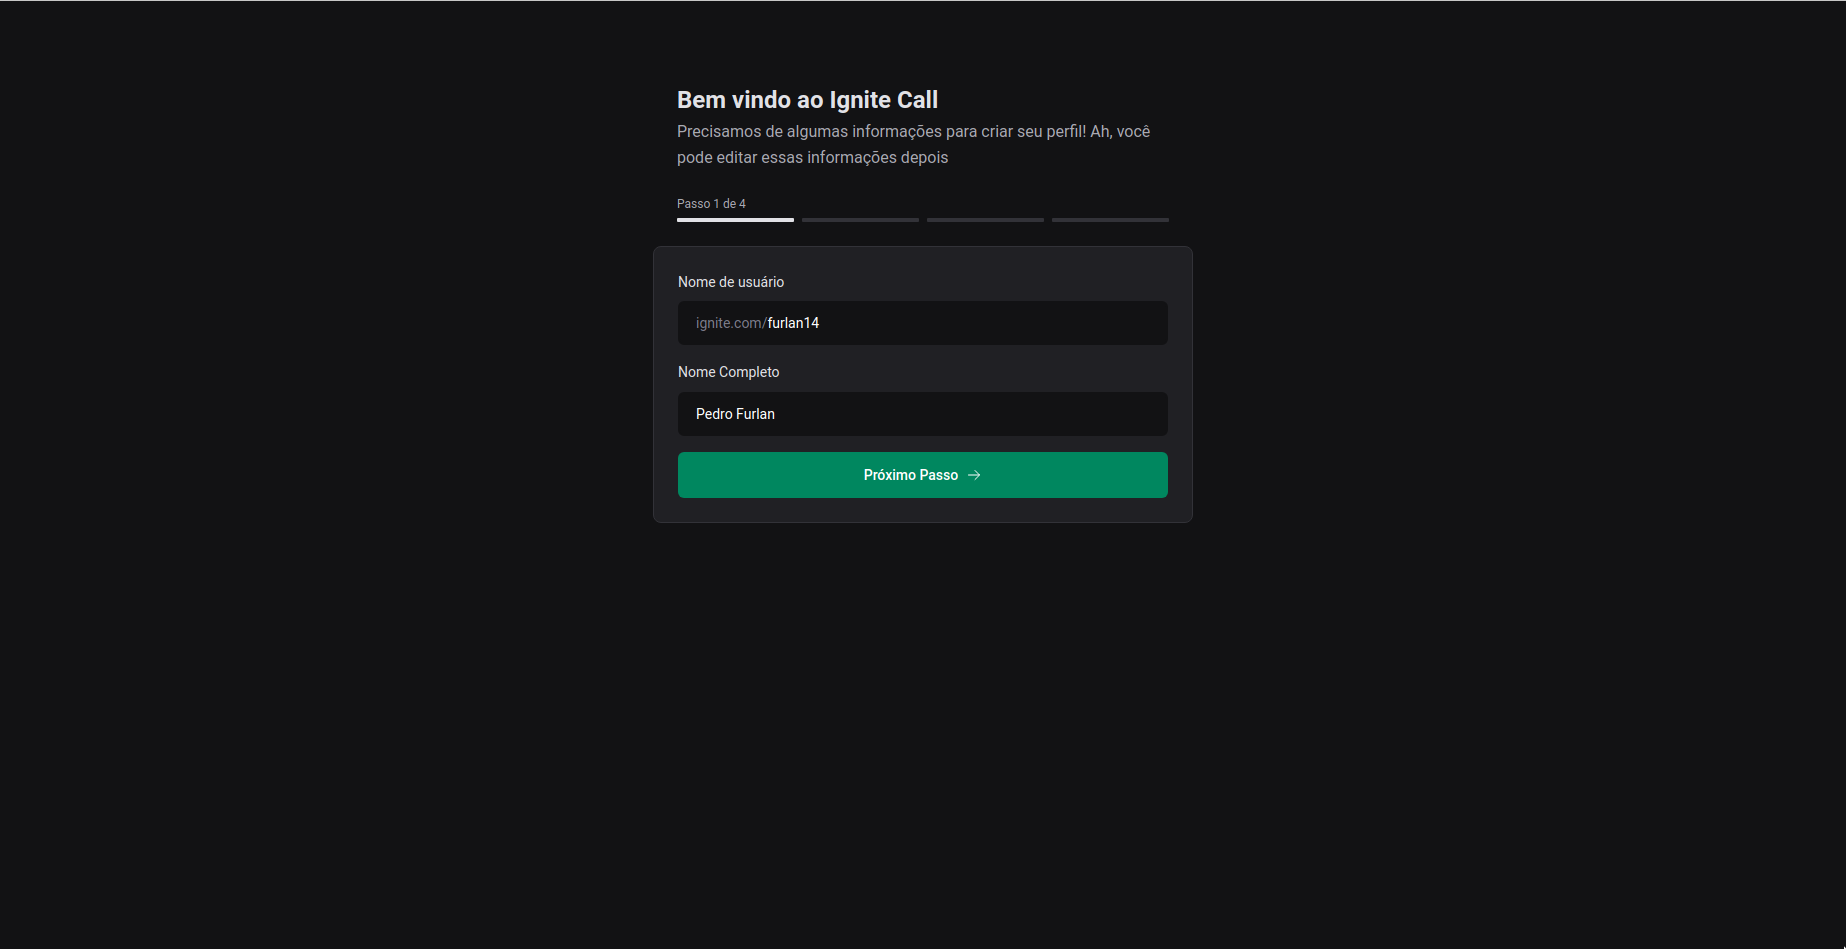 Bem vindo ao Ignite Call
Precisamos de algumas informações para criar seu perfil! Ah, você
pode editar essas informações depois
Passo 1 de 4
Nome de usuário
ignite.com/furlan14
Nome Completo
Pedro Furlan
Próximo Passo →